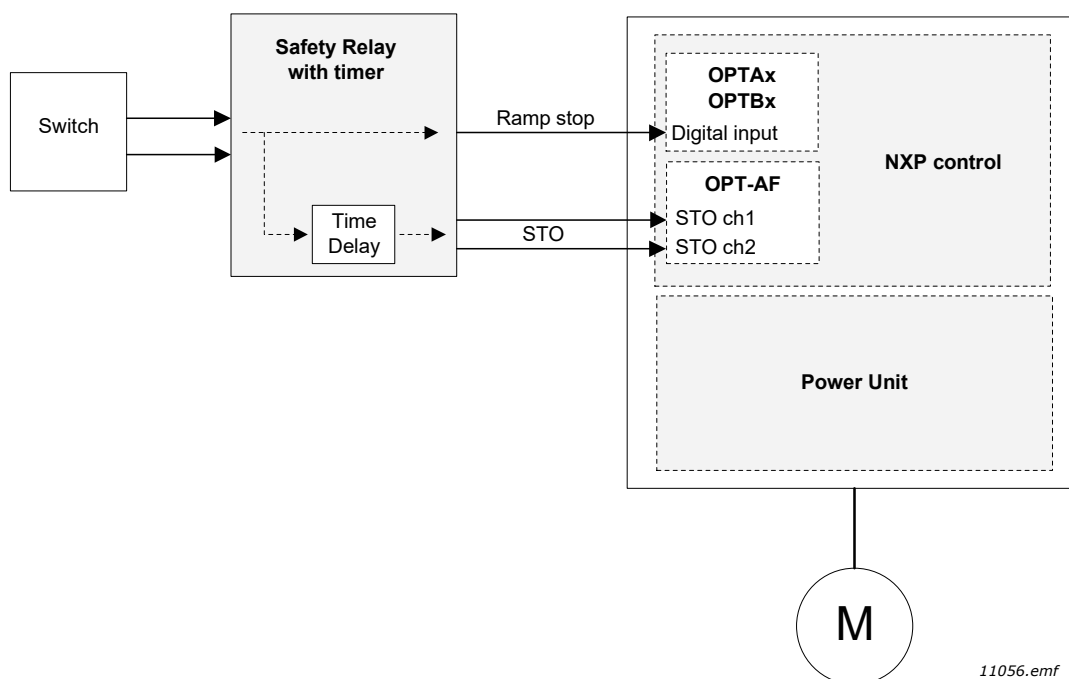 Switch
Safety Relay
with timer
Time
Delay
Ramp stop
STO
OPTAx
OPTBx
Digital input
OPT-AF
STO ch1
STO ch2
NXP control
Power Unit
M
11056.emf